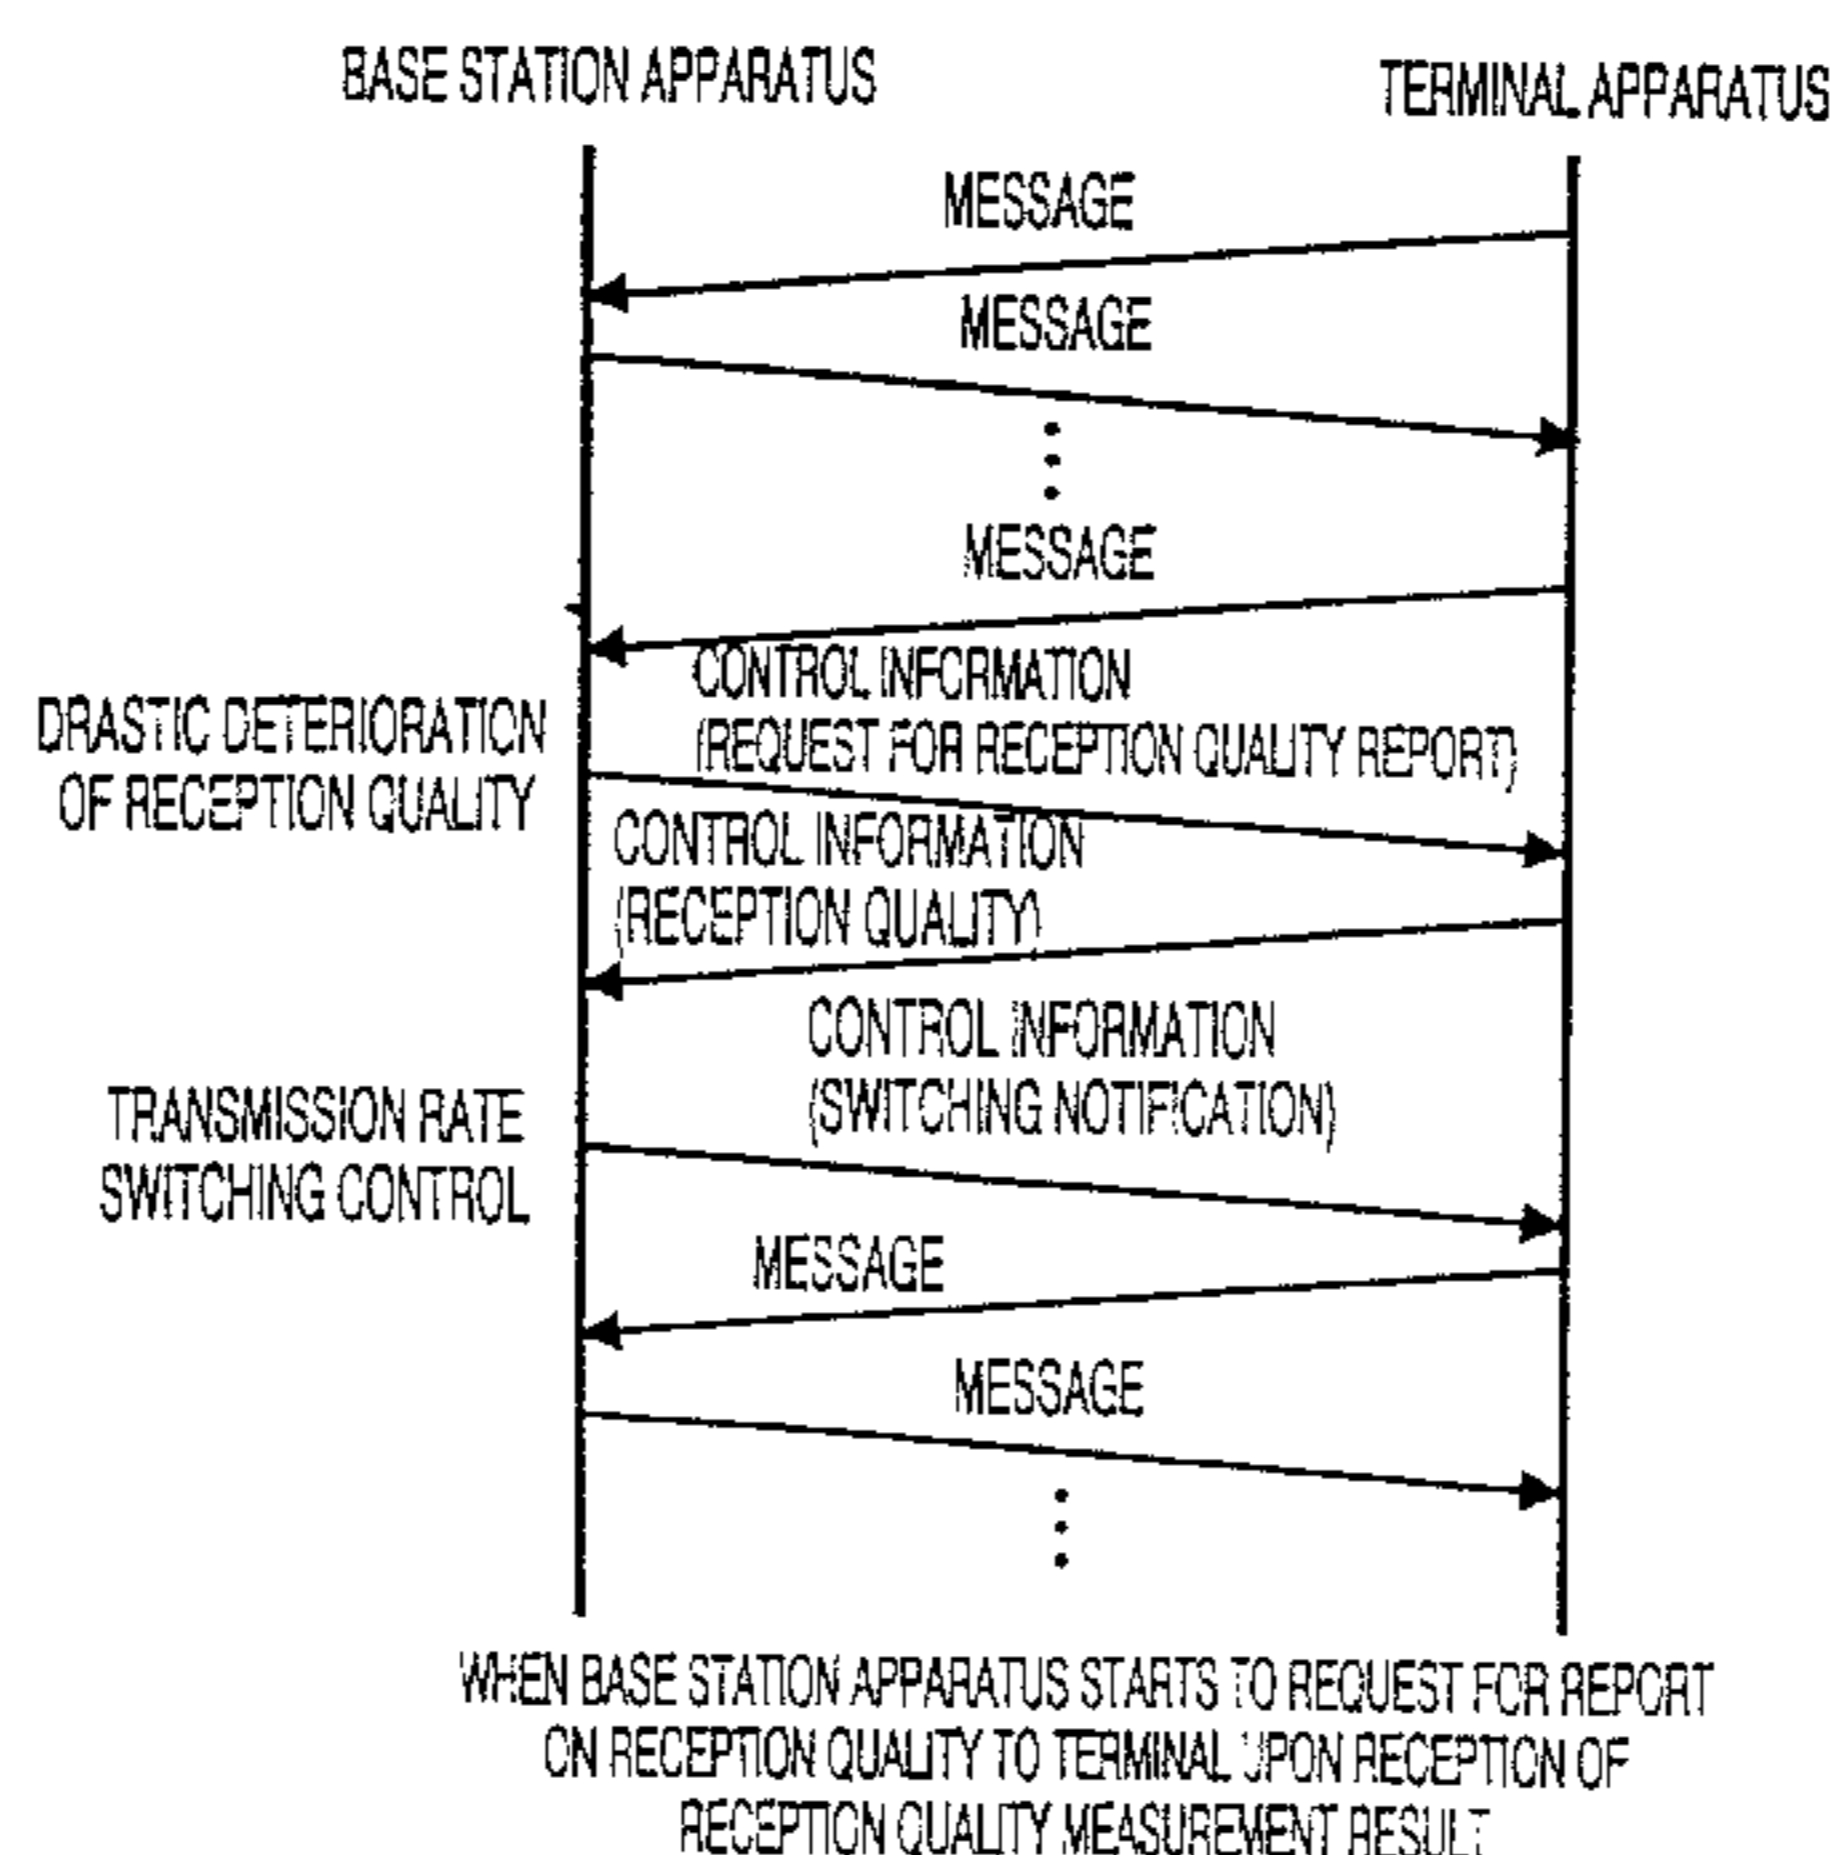 BASE STATION APPARATUS
TERMINAL APPARATUS
MESSAGE
MESSAGE
MESSAGE
CONTROL INFORMATION
(REQUEST FOR RECEPTION QUALITY REPORT)
DRASTIC DETERIORATION
OF RECEPTION QUALITY
CONTROL INFORMATION
(RECEPTION QUALITY)
CONTROL INFORMATION
(SWITCHING NOTIFICATION)
TRANSMISSION RATE
SWITCHING CONTROL
MESSAGE
MESSAGE
WHEN BASE STATION APPARATUS STARTS TO REQUEST FOR REPORT
ON RECEPTION QUALITY TO TERMINAL UPON RECEPTION OF
RECEPTION QUALITY MEASUREMENT RESULT